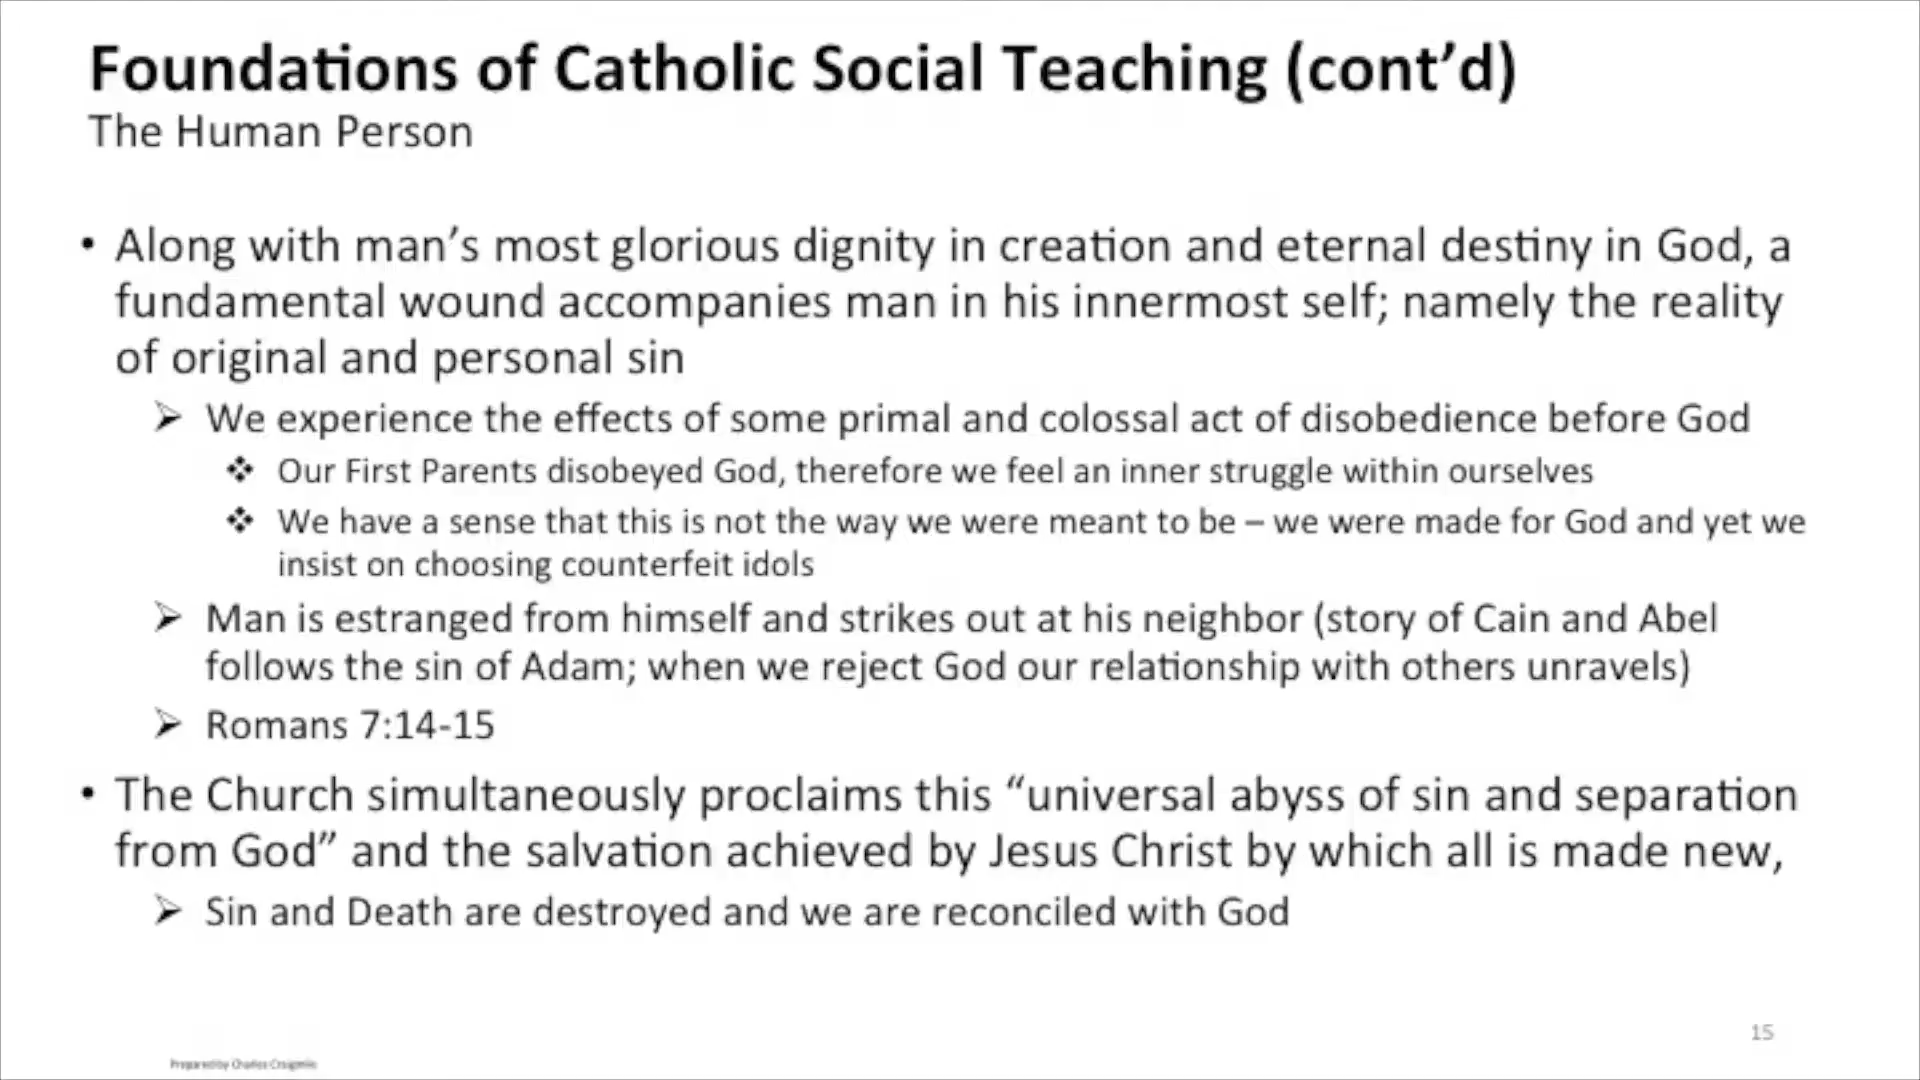 Foundations of Catholic Social Teaching (cont’d)
The Human Person
• Along with man’s most glorious dignity in creation and eternal destiny in God, a
fundamental wound accompanies man in his innermost self; namely the reality
of original and personal sin
➢ We experience the effects of some primal and colossal act of disobedience before God
❖ Our First Parents disobeyed God, therefore we feel an inner struggle within ourselves
❖ We have a sense that this is not the way we were meant to be – we were made for God and yet we
insist on choosing counterfeit idols
➢ Man is estranged from himself and strikes out at his neighbor (story of Cain and Abel
follows the sin of Adam; when we reject God our relationship with others unravels)
➢ Romans 7:14-15
• The Church simultaneously proclaims this “universal abyss of sin and separation
from God” and the salvation achieved by Jesus Christ by which all is made new,
➢ Sin and Death are destroyed and we are reconciled with God
15
Prepared by Charles Craigmile